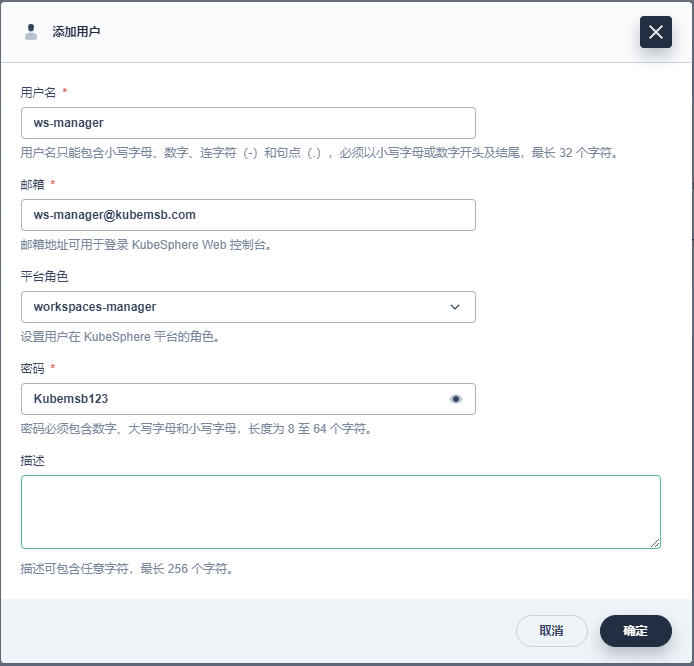 添加用户
用户名 *
ws-manager
用户名只能包含小写字母、数字、连字符（-）和句点（.），必须以小写字母或数字开头及结尾，最长 32 个字符。
邮箱 *
ws-manager@kubemsb.com
邮箱地址可用于登录 KubeSphere Web 控制台。
平台角色
workspaces-manager
设置用户在 KubeSphere 平台的角色。
密码 *
Kubemsb123
密码必须包含数字、大写字母和小写字母，长度为 8 至 64 个字符。
描述
描述可包含任意字符，最长 256 个字符。
取消
确定